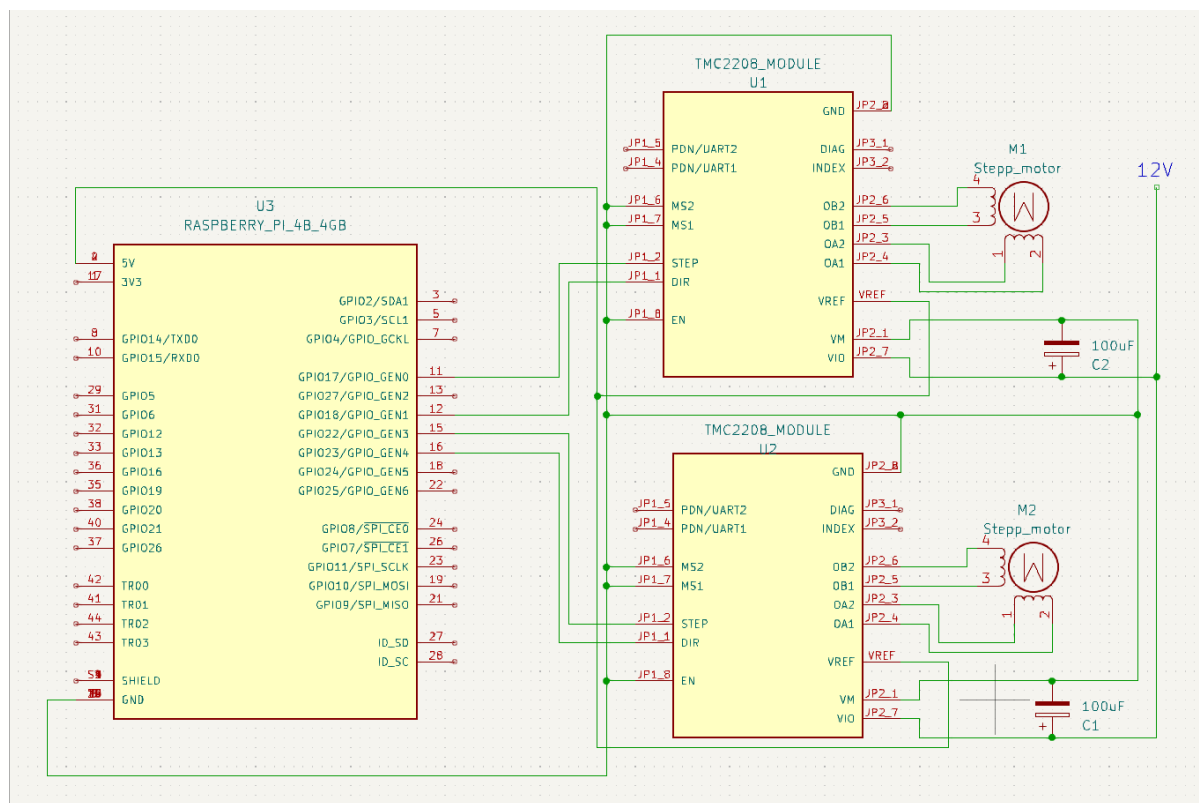 TMC2208_MODULE
U1
GND
JP1_5
PDN/UART2
DIAG
JP3_1
JP1_4
PDN/UART1
INDEX
JP3_2
JP1_6
MS2
OB2
JP2_6
JP1_7
MS1
OB1
JP2_5
OA2
JP2_3
JP1_2
STEP
OA1
JP2_4
JP1_1
DIR
VREF
VREF
JP1_8
EN
VM
JP2_1
VIO
JP2_7
M1
Stepp_motor
4
3
1
2
12V
100uF
C2
+
U3
RASPBERRY_PI_4B_4GB
5V
3V3
GPIO2/SDA1
3
GPIO3/SCL1
5
8
GPIO14/TXD0
GPIO4/GPIO_GCKL
7
10
GPIO15/RXD0
GPIO17/GPIO_GEN0
11
29
GPIO5
GPIO27/GPIO_GEN2
13
31
GPIO6
GPIO18/GPIO_GEN1
12
32
GPIO12
GPIO22/GPIO_GEN3
15
33
GPIO13
GPIO23/GPIO_GEN4
16
36
GPIO16
GPIO24/GPIO_GEN5
18
35
GPIO19
GPIO25/GPIO_GEN6
22
38
GPIO20
40
GPIO21
GPIO8/SPI_CE0
24
37
GPIO26
GPIO7/SPI_CE1
26
GPIO11/SPI_SCLK
23
42
TR00
GPIO10/SPI_MOSI
19
41
TR01
GPIO9/SPI_MISO
21
44
TR02
43
TR03
ID_SD
27
ID_SC
28
SHIELD
GND
TMC2208_MODULE
U2
GND
JP2_8
JP1_5
PDN/UART2
DIAG
JP3_1
JP1_4
PDN/UART1
INDEX
JP3_2
JP1_6
MS2
OB2
JP2_6
JP1_7
MS1
OB1
JP2_5
OA2
JP2_3
JP1_2
STEP
OA1
JP2_4
JP1_1
DIR
VREF
VREF
JP1_8
EN
VM
JP2_1
VIO
JP2_7
M2
Stepp_motor
4
3
1
2
100uF
C1
+